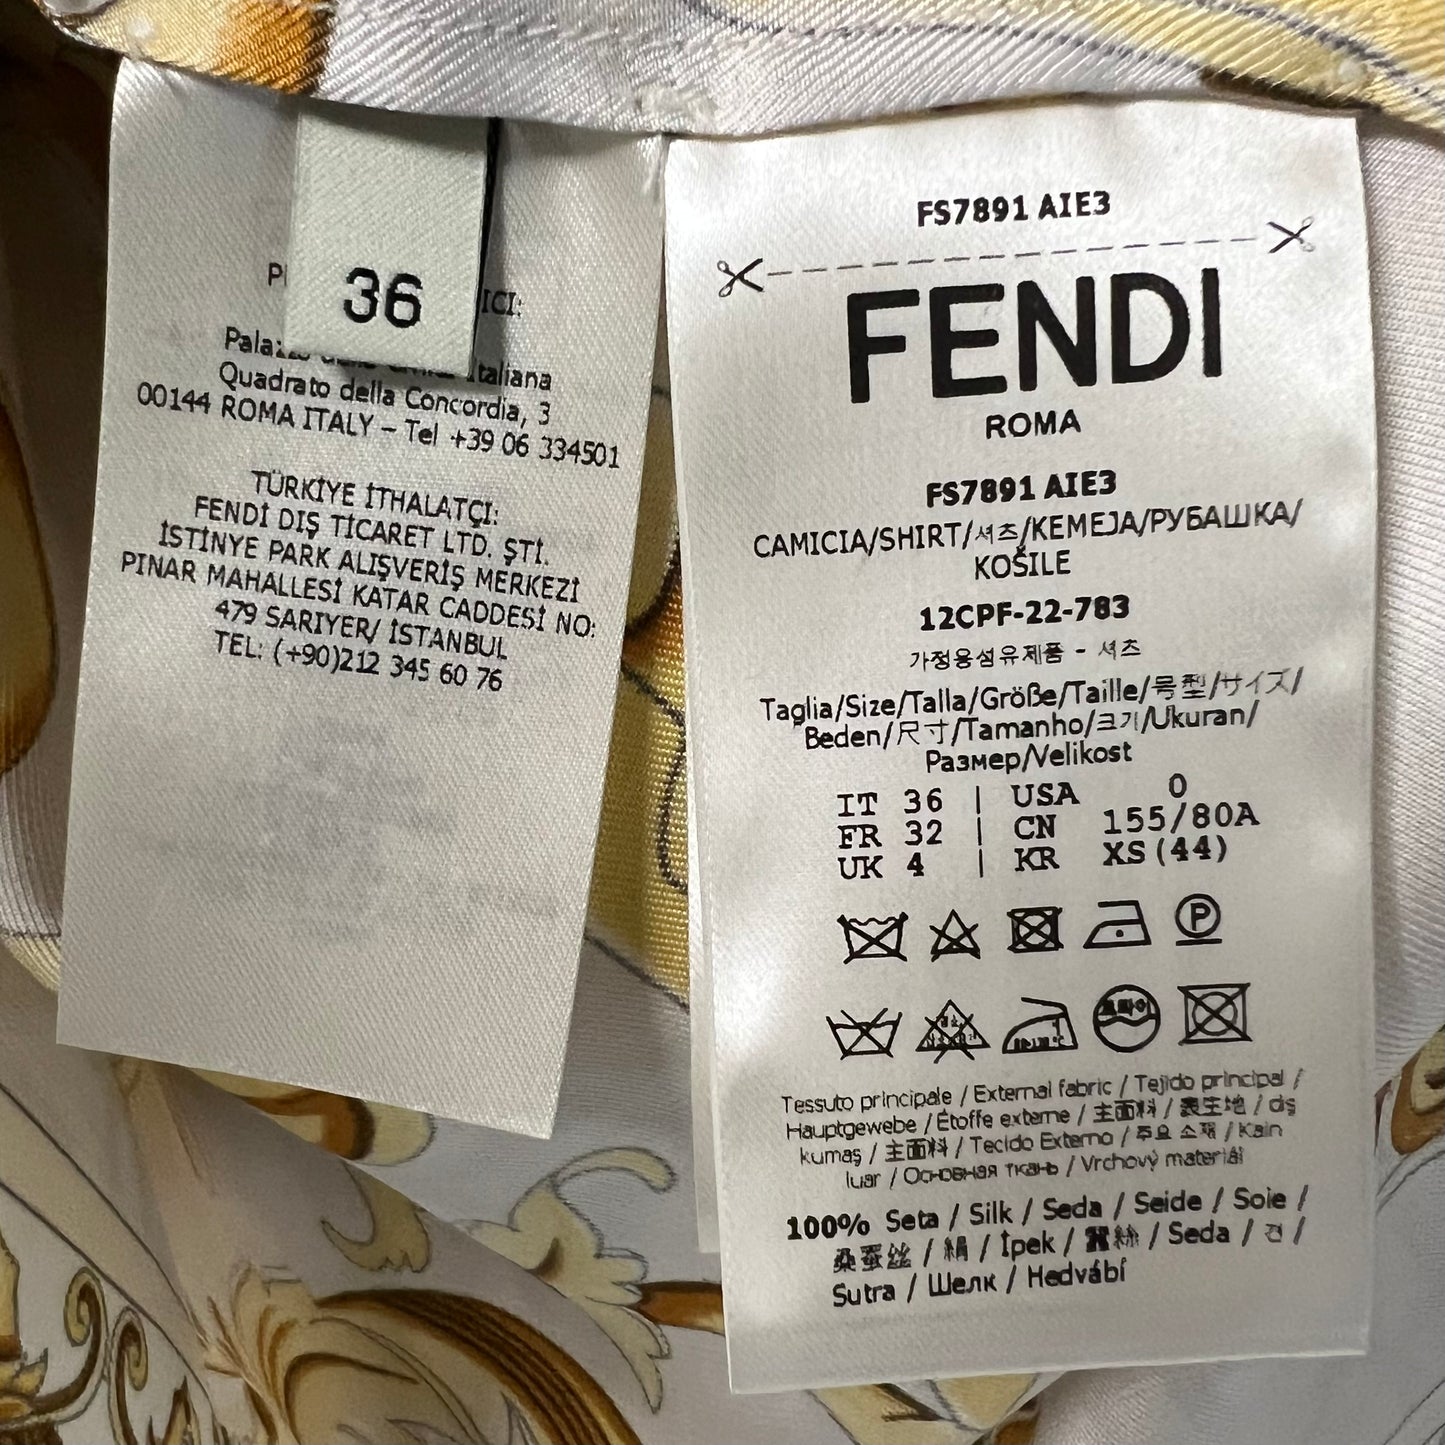 36
ICI:
Italiana
Quadrato della Concordia, 3
00144 ROMA ITALY – Tel +39 06 334501
TÜRKİYE İTHALATÇI:
FENDİ DIŞ TİCARET LTD. ŞTİ.
İSTİNYE PARK ALIŞVERİŞ MERKEZİ
PINAR MAHALLESİ KATAR CADDESİ NO:
479 SARIYER/ İSTANBUL
TEL: (+90)212 345 60 76
FS7891 AIE3
FENDI
ROMA
FS7891 AIE3
CAMICIA/SHIRT/셔츠/KEMEJA/РУБАШКА/
KOŠILE
12CPF-22-783
가정용섬유제품 - 셔츠
Taglia/Size/Talla/Größe/Taille/号型/サイズ/
Beden/尺寸/Tamanho/크기/Ukuran/
Размер/Velikost
IT 36 | USA 0
FR 32 | CN 155/80A
UK 4 | KR XS(44)
P
Tessuto principale / External fabric / Tejido principal /
Hauptgewebe / Étoffe externe / 主面料 / 表生地 / dış
kumaş / 主面料 / Tecido Externo / 주요 소재 / Kain
luar / Основная ткань / Vrchový materiál
100% Seta / Silk / Seda / Seide / Soie /
桑蚕丝 / 絹 / İpek / 蠶絲 / Seda / 견 /
Sutra / Шелк / Hedvábí